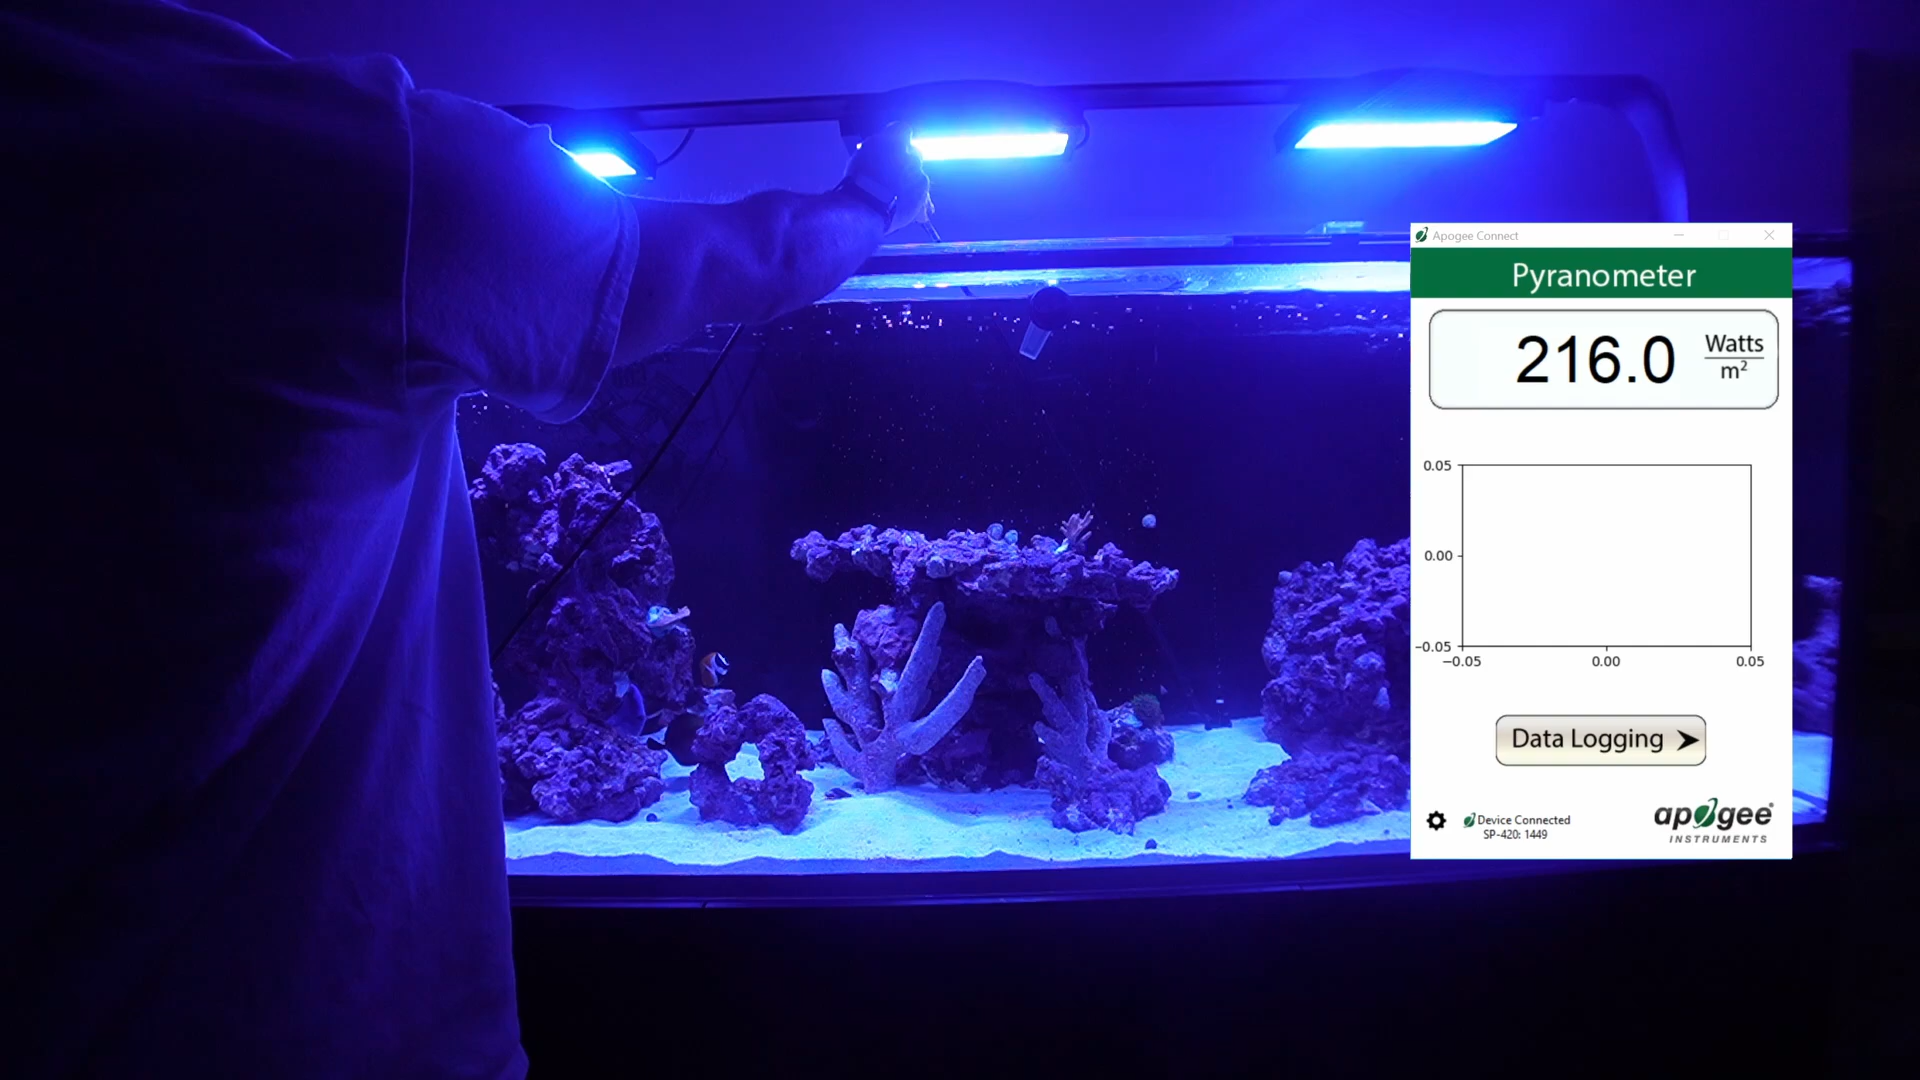 Apogee Connect
Pyranometer
216.0 Watts
m²
0.05
0.00
−0.05
−0.05 0.00 0.05
Data Logging
Device Connected
SP-420: 1449
apogee
INSTRUMENTS